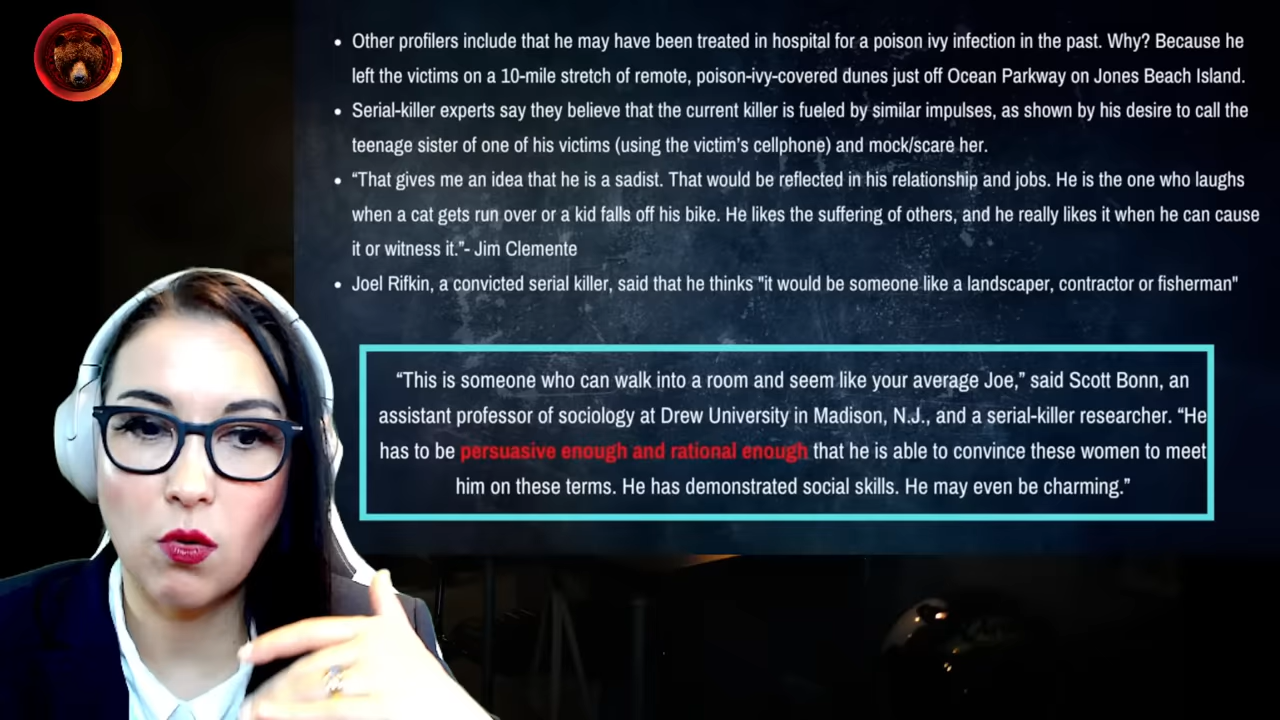 • Other profilers include that he may have been treated in hospital for a poison ivy infection in the past. Why? Because he
left the victims on a 10-mile stretch of remote, poison-ivy-covered dunes just off Ocean Parkway on Jones Beach Island.
• Serial-killer experts say they believe that the current killer is fueled by similar impulses, as shown by his desire to call the
teenage sister of one of his victims (using the victim’s cellphone) and mock/scare her.
• “That gives me an idea that he is a sadist. That would be reflected in his relationship and jobs. He is the one who laughs
when a cat gets run over or a kid falls off his bike. He likes the suffering of others, and he really likes it when he can cause
it or witness it.”- Jim Clemente
• Joel Rifkin, a convicted serial killer, said that he thinks "it would be someone like a landscaper, contractor or fisherman"
“This is someone who can walk into a room and seem like your average Joe,” said Scott Bonn, an
assistant professor of sociology at Drew University in Madison, N.J., and a serial-killer researcher. “He
has to be persuasive enough and rational enough that he is able to convince these women to meet
him on these terms. He has demonstrated social skills. He may even be charming.”